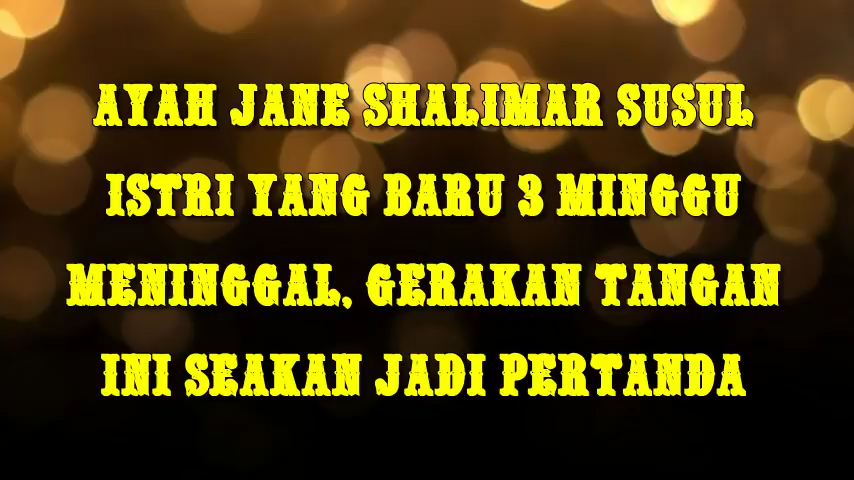 AYAH JANE SHALIMAR SUSUL
ISTRI YANG BARU 3 MINGGU
MENINGGAL, GERAKAN TANGAN
INI SEAKAN JADI PERTANDA